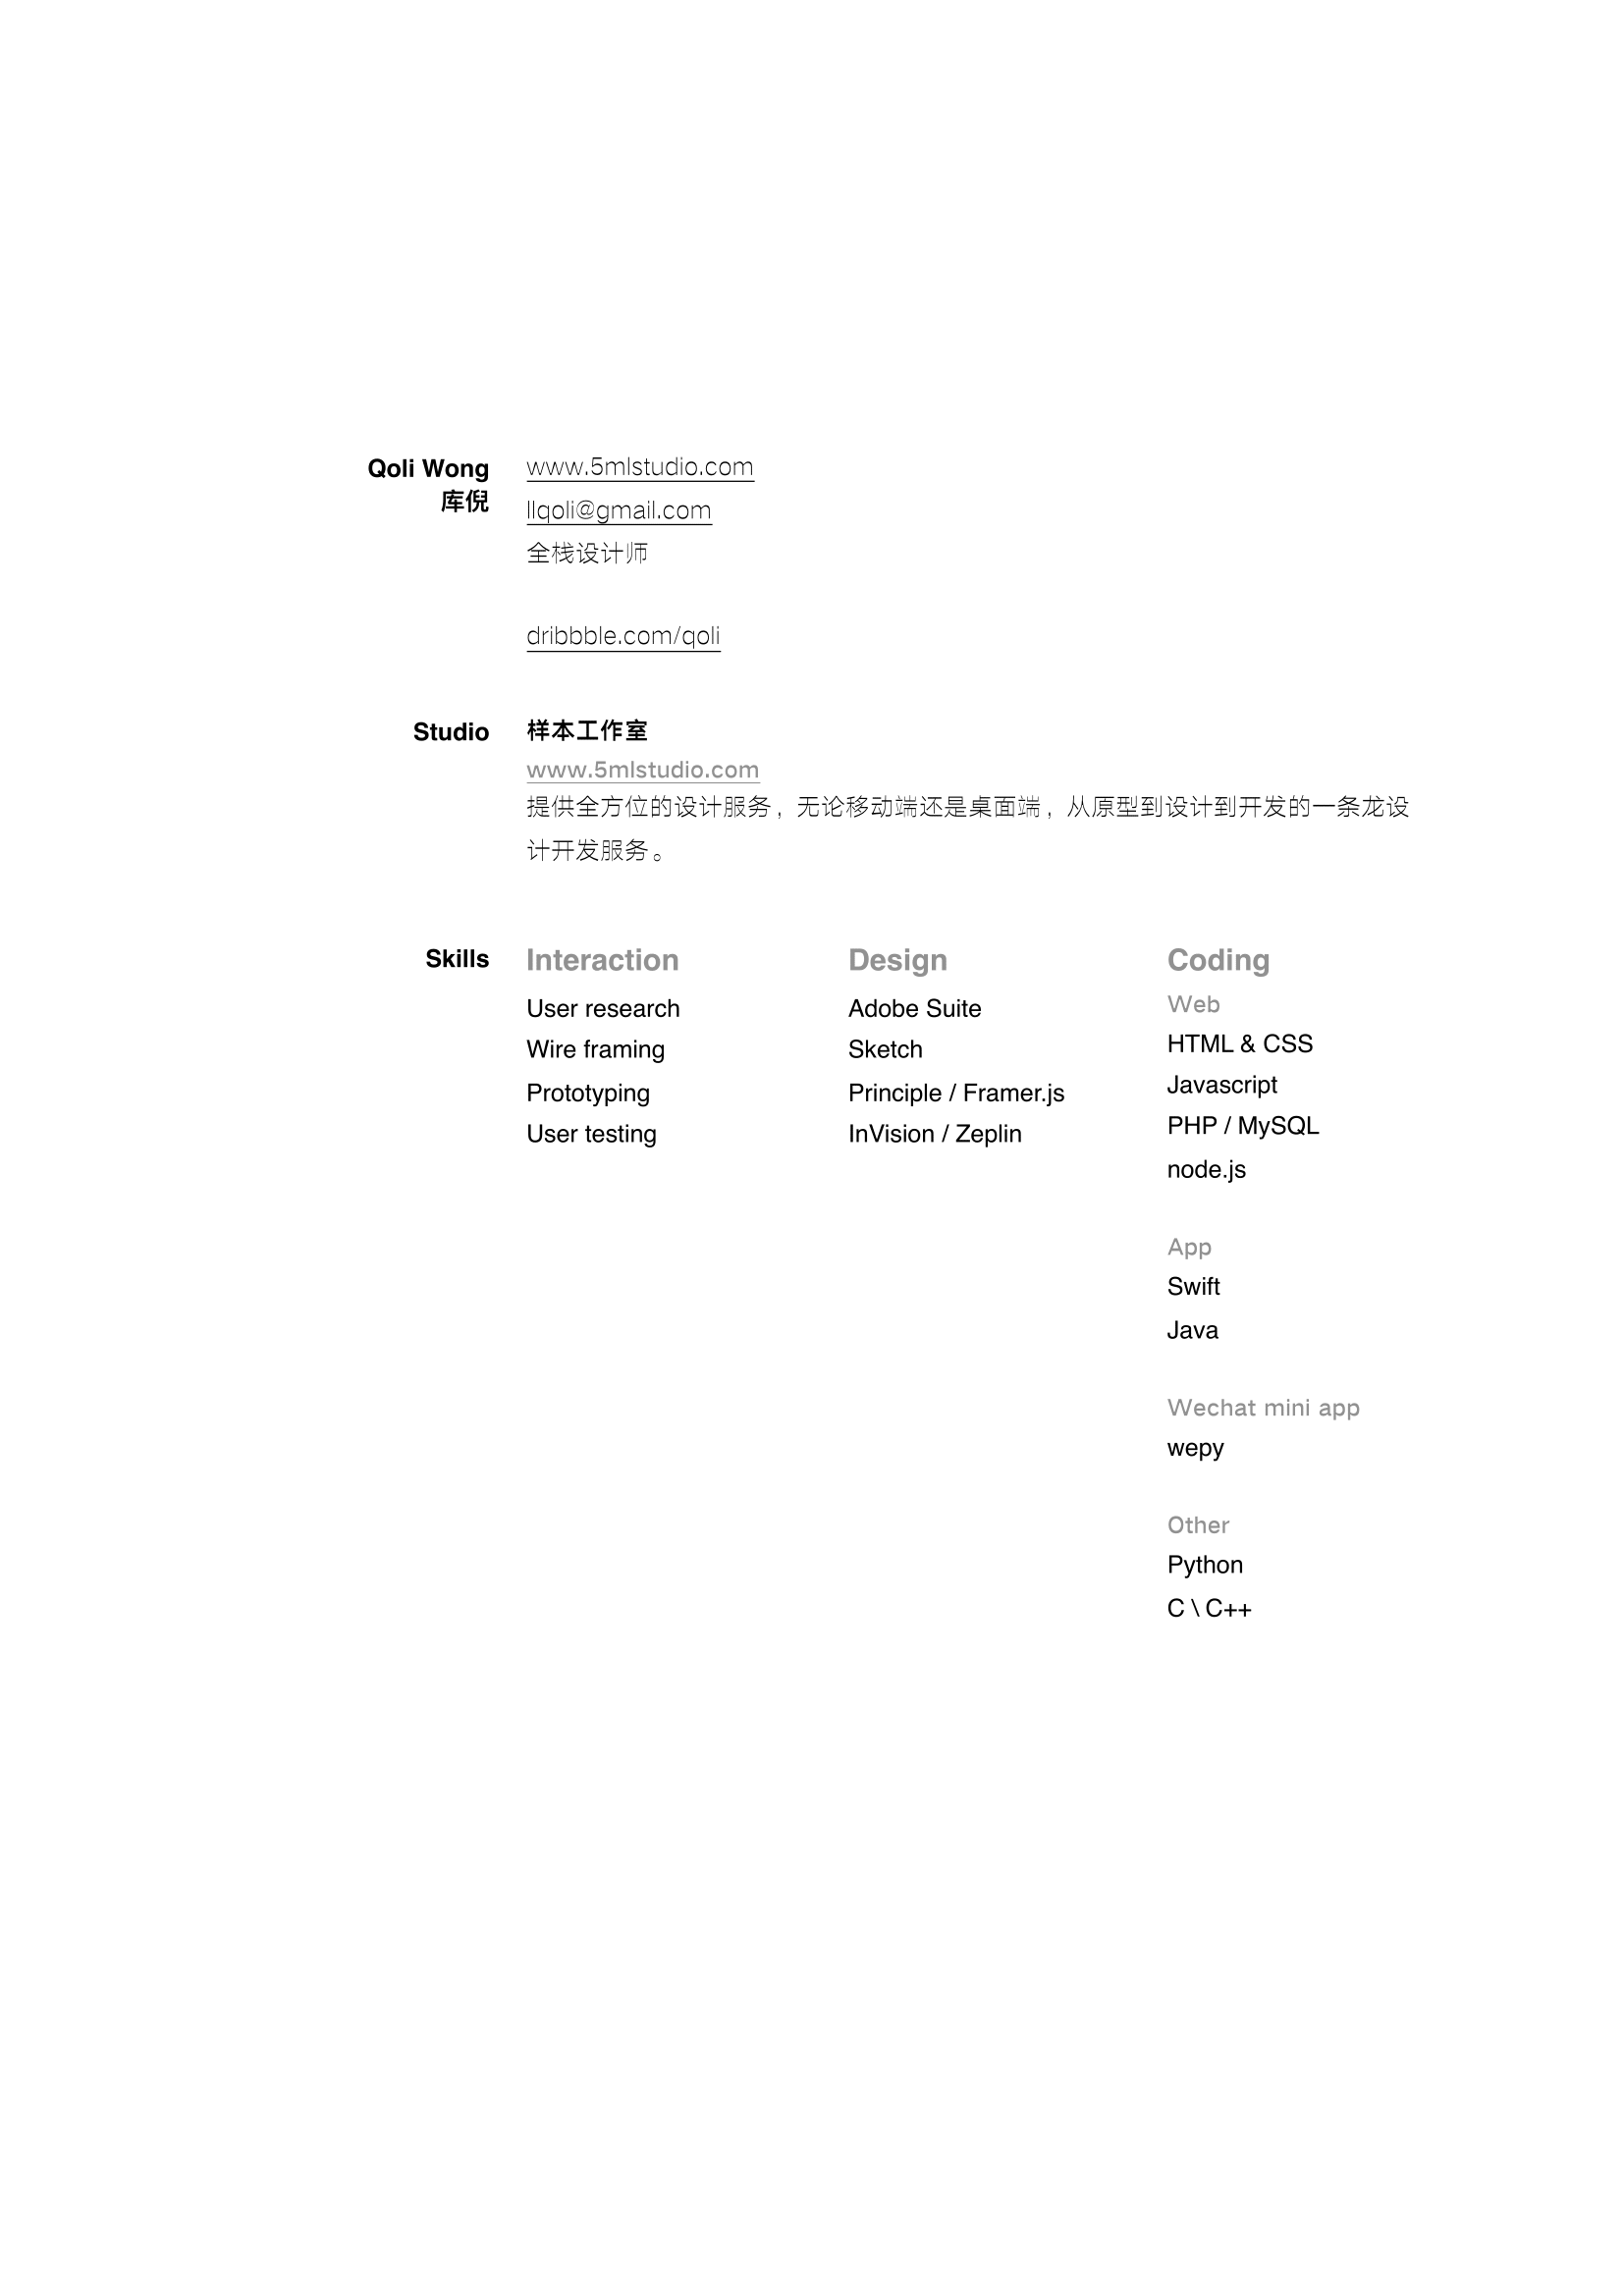 Qoli Wong
库倪
www.5mlstudio.com
llqoli@gmail.com
全栈设计师
dribbble.com/qoli
Studio
样本工作室
www.5mlstudio.com
提供全方位的设计服务，无论移动端还是桌面端，从原型到设计到开发的一条龙设
计开发服务。
Skills
Interaction
User research
Wire framing
Prototyping
User testing
Design
Adobe Suite
Sketch
Principle / Framer.js
InVision / Zeplin
Coding
Web
HTML & CSS
Javascript
PHP / MySQL
node.js
App
Swift
Java
Wechat mini app
wepy
Other
Python
C \ C++